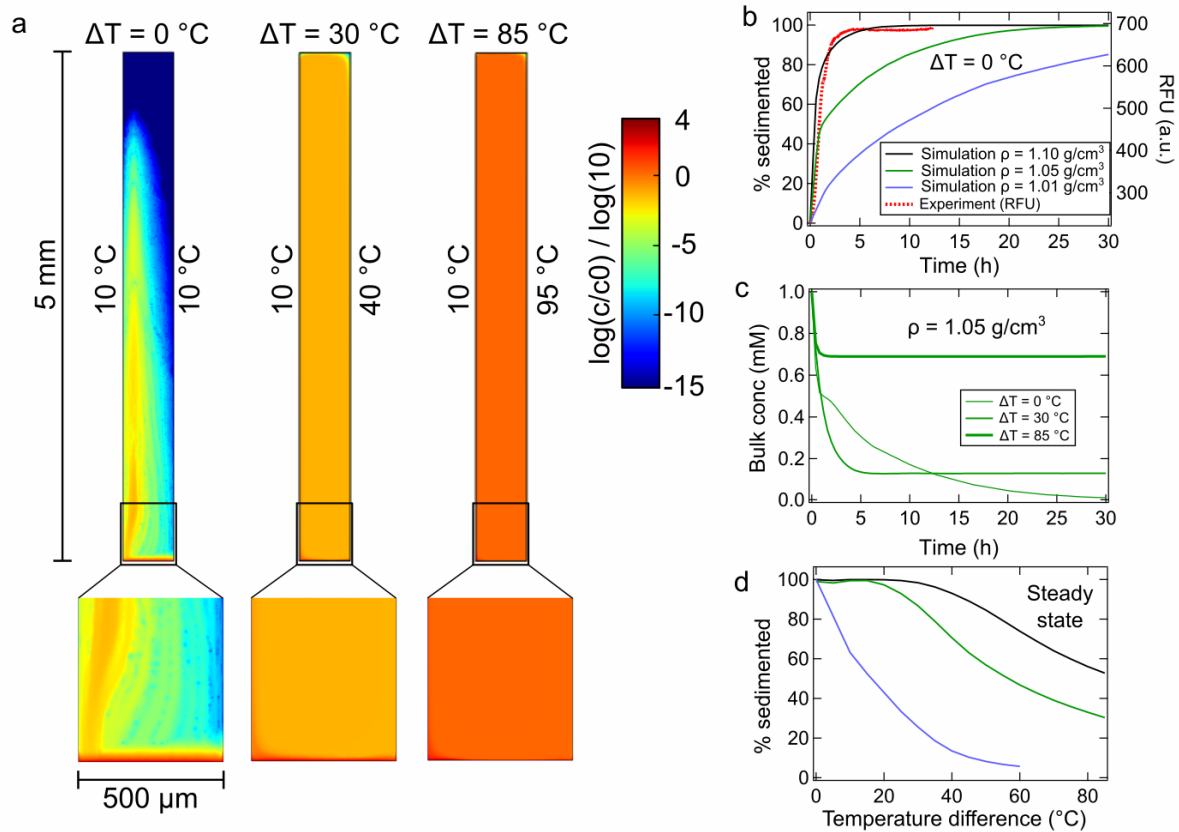 a
ΔT = 0 °C
ΔT = 30 °C
ΔT = 85 °C
5 mm
10 °C
10 °C
10 °C
40 °C
10 °C
95 °C
500 µm
log(c/c0) / log(10)
4
0
-5
-10
-15
b
ΔT = 0 °C
% sedimented
100
80
60
40
20
0
700
600
500
400
300
RFU (a.u.)
Simulation ρ = 1.10 g/cm³
Simulation ρ = 1.05 g/cm³
Simulation ρ = 1.01 g/cm³
Experiment (RFU)
0 5 10 15 20 25 30
Time (h)
c
ρ = 1.05 g/cm³
Bulk conc (mM)
1.0
0.8
0.6
0.4
0.2
0.0
ΔT = 0 °C
ΔT = 30 °C
ΔT = 85 °C
0 5 10 15 20 25 30
Time (h)
d
Steady
state
% sedimented
100
80
60
40
20
0
0 20 40 60 80
Temperature difference (°C)